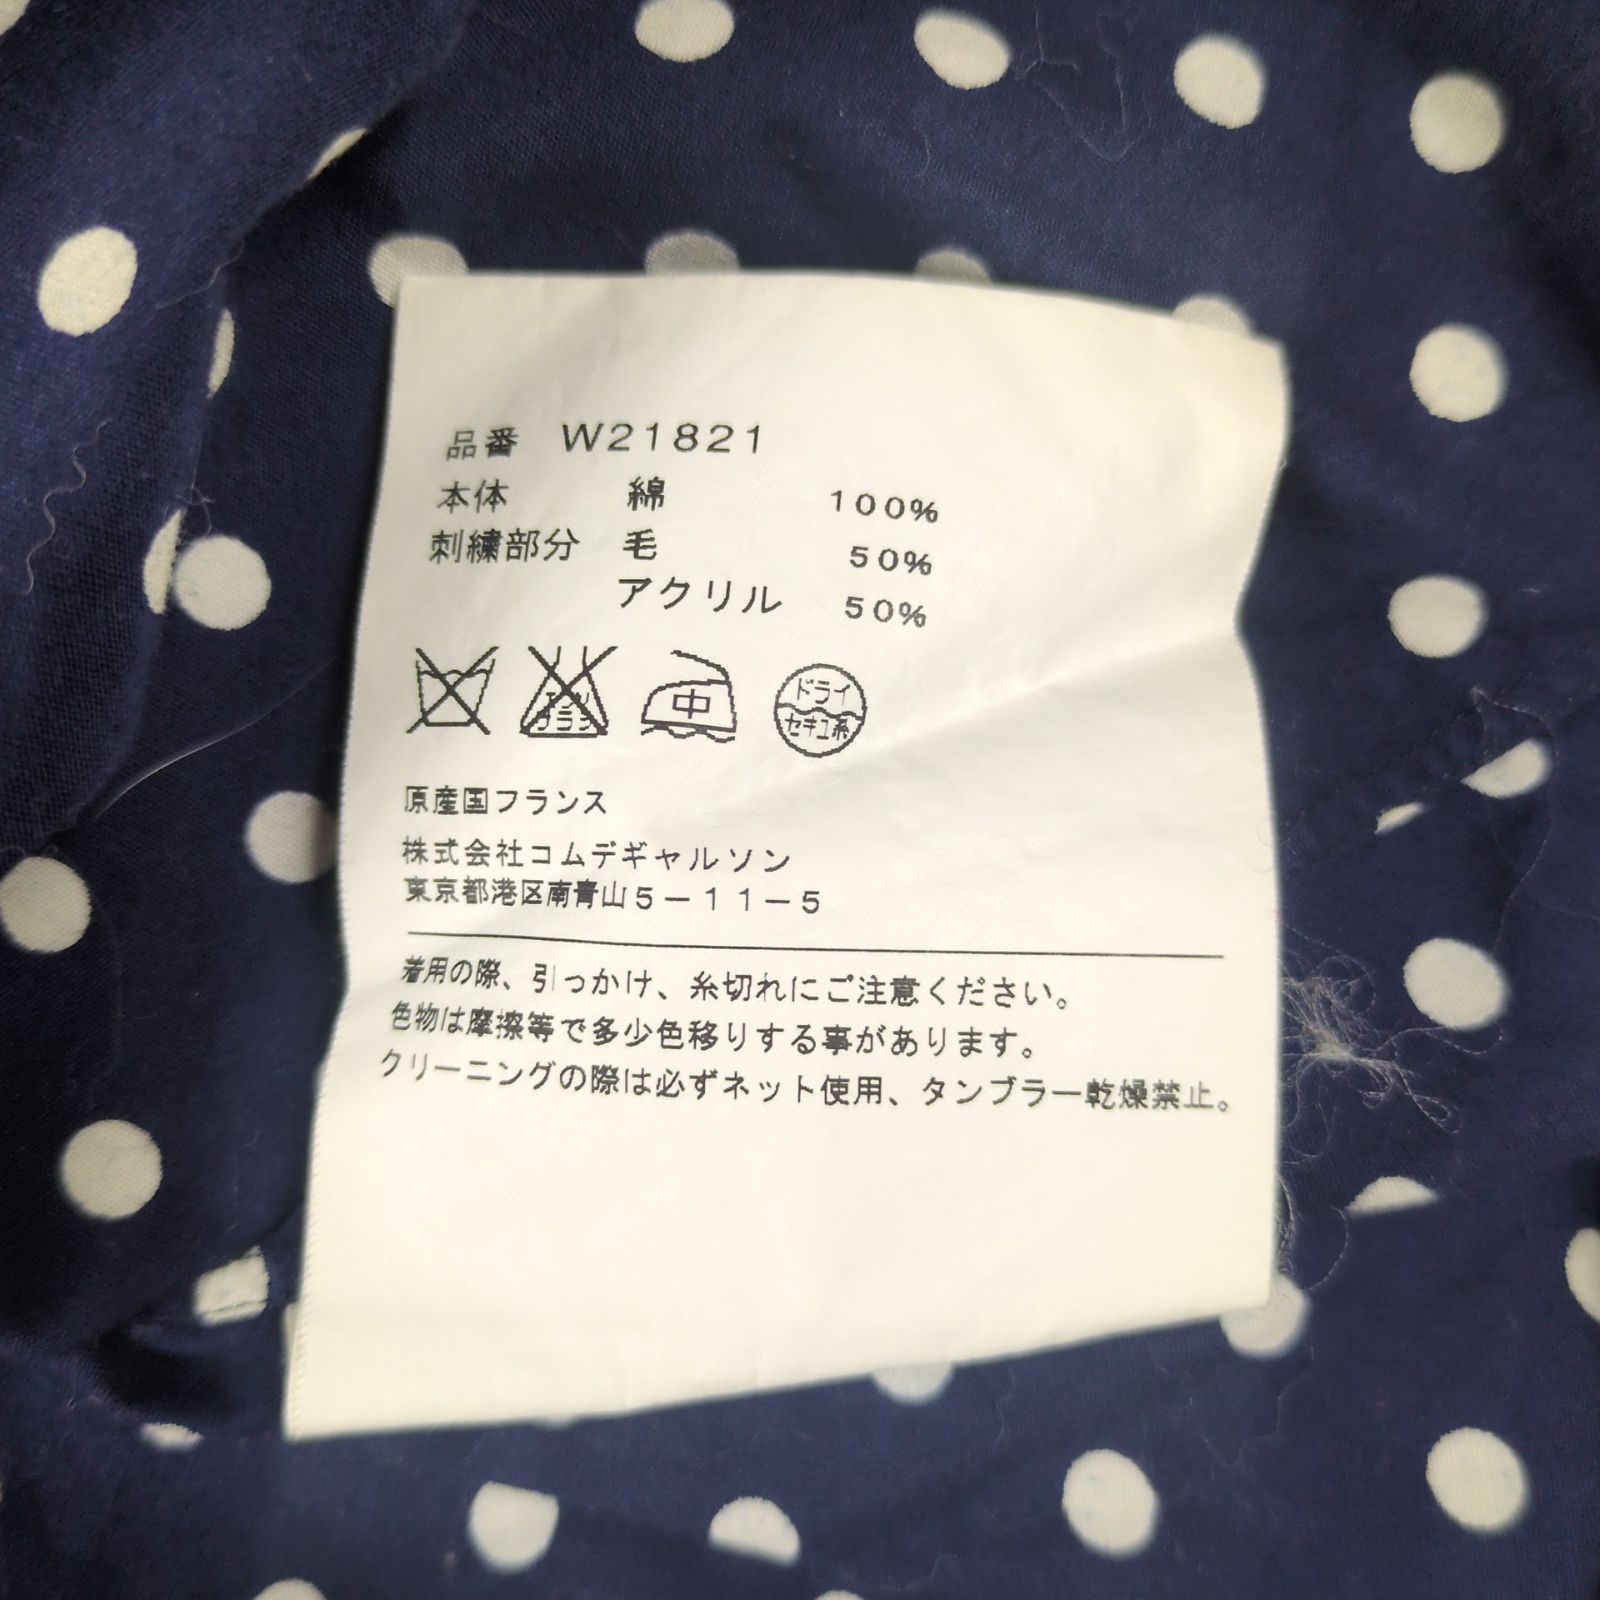 品番 W21821
本体 綿 100%
刺繍部分 毛 50%
アクリル 50%
エンソ
フラン
中
ドライ
セキユ系
原産国フランス
株式会社コムデギャルソン
東京都港区南青山5-11-5
着用の際、引っかけ、糸切れにご注意ください。
色物は摩擦等で多少色移りする事があります。
クリーニングの際は必ずネット使用、タンブラー乾燥禁止。